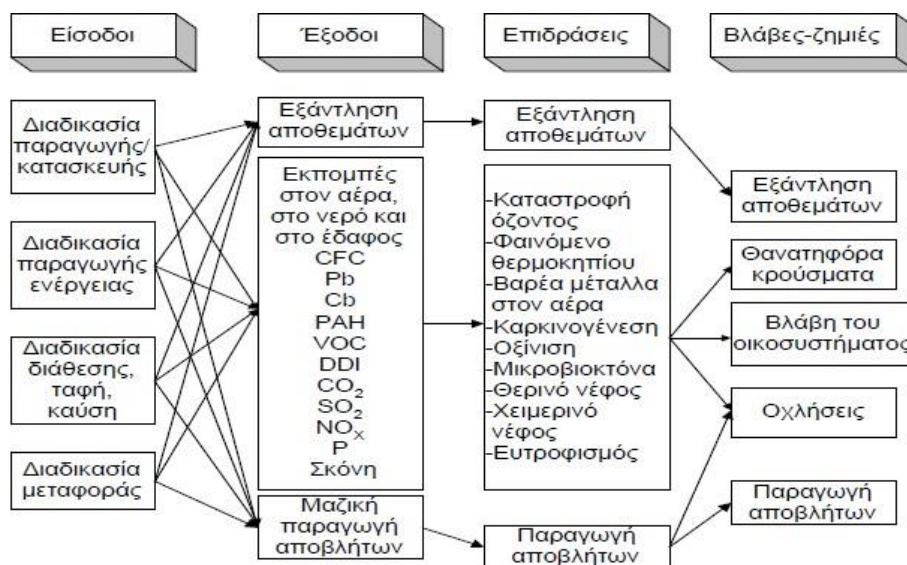 Είσοδοι
Έξοδοι
Επιδράσεις
Βλάβες-ζημιές
Διαδικασία
παραγωγής/
κατασκευής
Διαδικασία
παραγωγής
ενέργειας
Διαδικασία
διάθεσης,
ταφή,
καύση
Διαδικασία
μεταφοράς
Εξάντληση
αποθεμάτων
Εκπομπές
στον αέρα,
στο νερό και
στο έδαφος
CFC
Pb
Cb
PAH
VOC
DDI
CO₂
SO₂
NOₓ
P
Σκόνη
Μαζική
παραγωγή
αποβλήτων
Εξάντληση
αποθεμάτων
-Καταστροφή
όζοντος
-Φαινόμενο
θερμοκηπίου
-Βαρέα μέταλλα
στον αέρα
-Καρκινογένεση
-Οξίνιση
-Μικροβιοκτόνα
-Θερινό νέφος
-Χειμερινό
νέφος
-Ευτροφισμός
Παραγωγή
αποβλήτων
Εξάντληση
αποθεμάτων
Θανατηφόρα
κρούσματα
Βλάβη του
οικοσυστήματος
Οχλήσεις
Παραγωγή
αποβλήτων